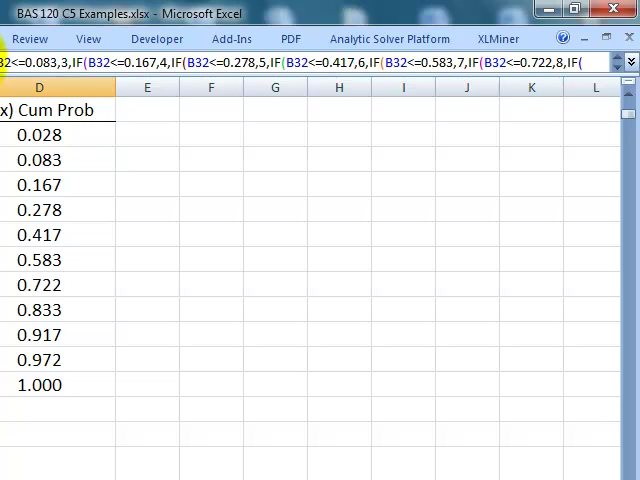 BAS 120 C5 Examples.xlsx - Microsoft Excel
Review View Developer Add-Ins PDF Analytic Solver Platform XLMiner
<=0.083,3,IF(B32<=0.167,4,IF(B32<=0.278,5,IF(B32<=0.417,6,IF(B32<=0.583,7,IF(B32<=0.722,8,IF(
D E F G H I J K L
x) Cum Prob
0.028
0.083
0.167
0.278
0.417
0.583
0.722
0.833
0.917
0.972
1.000